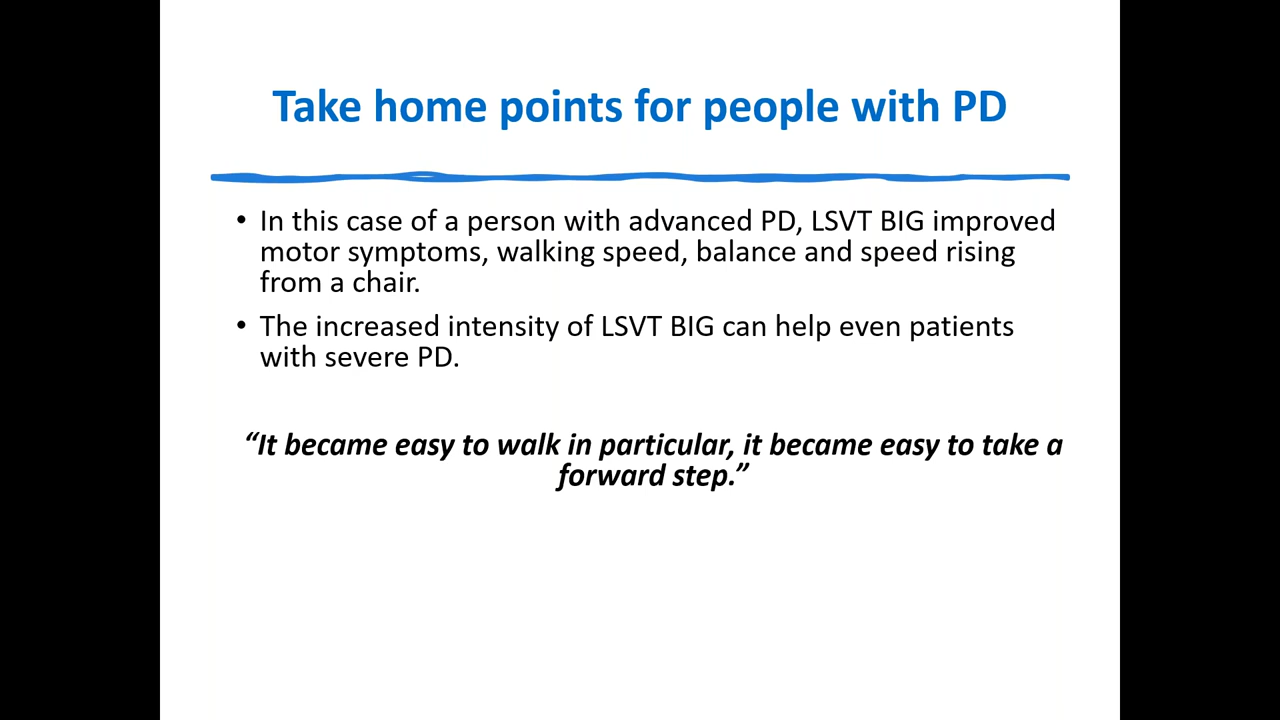 Take home points for people with PD
• In this case of a person with advanced PD, LSVT BIG improved
motor symptoms, walking speed, balance and speed rising
from a chair.
• The increased intensity of LSVT BIG can help even patients
with severe PD.
“It became easy to walk in particular, it became easy to take a
forward step.”